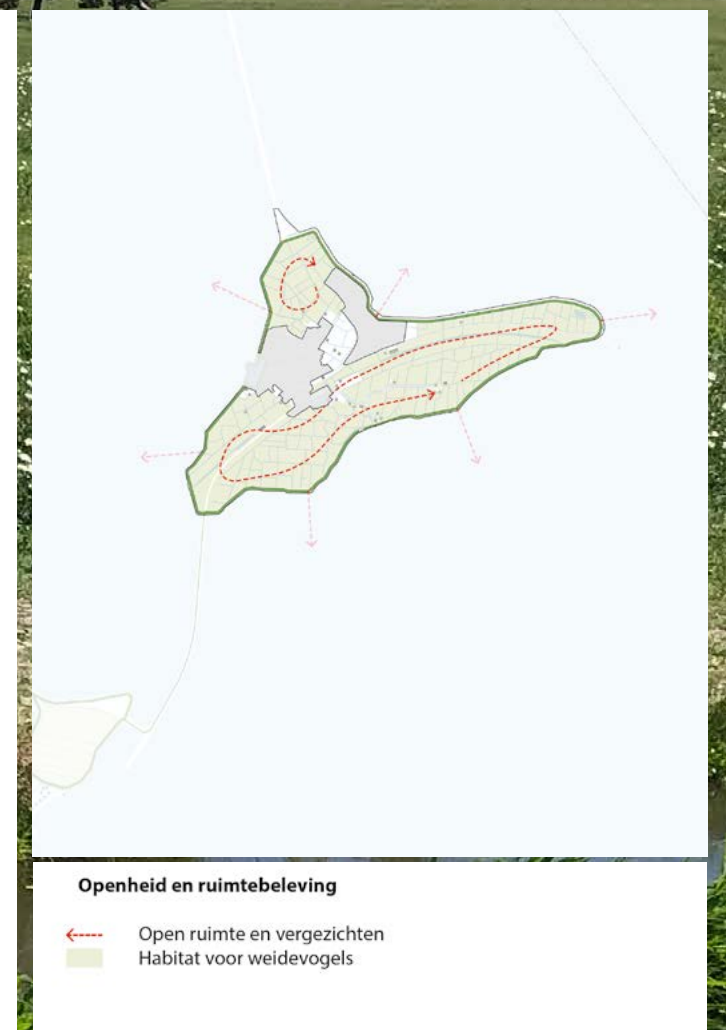 Openheid en ruimtebeleving
Open ruimte en vergezichten
Habitat voor weidevogels